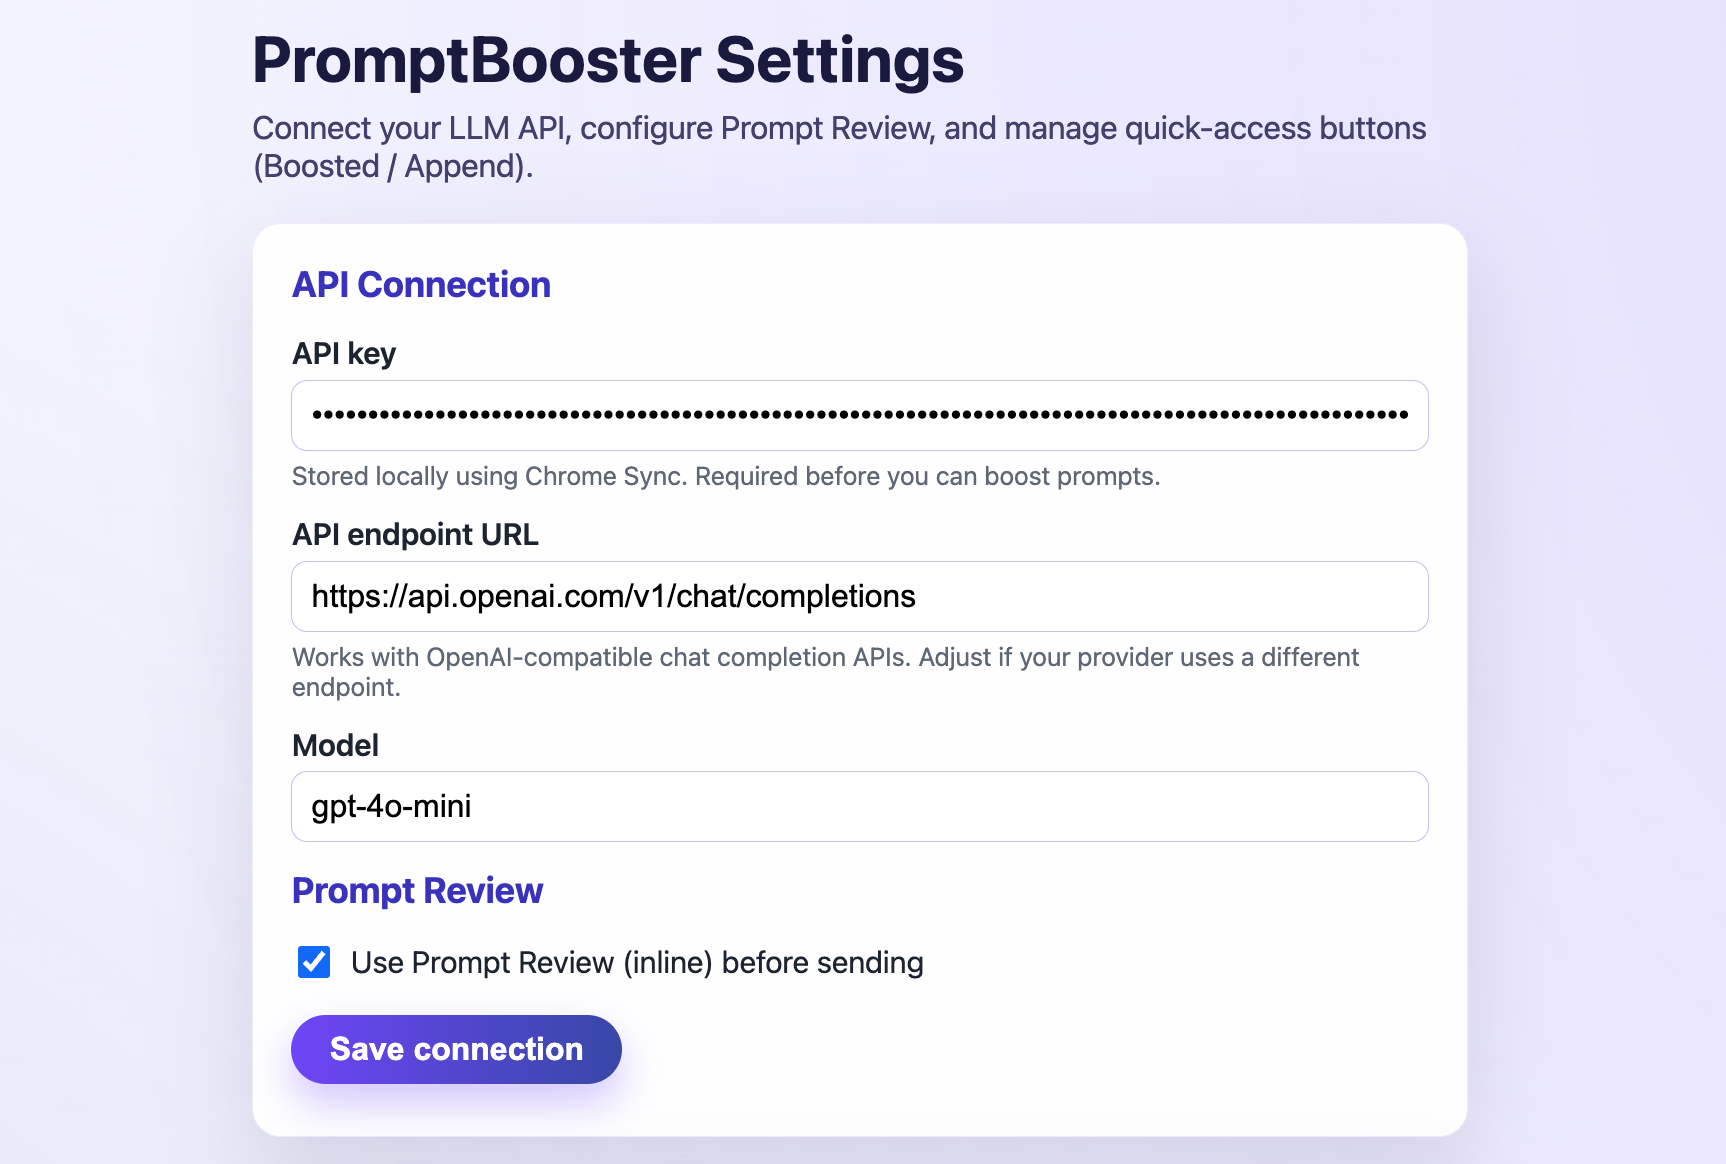 PromptBooster Settings
Connect your LLM API, configure Prompt Review, and manage quick-access buttons
(Boosted / Append).
API Connection
API key
Stored locally using Chrome Sync. Required before you can boost prompts.
API endpoint URL
https://api.openai.com/v1/chat/completions
Works with OpenAI-compatible chat completion APIs. Adjust if your provider uses a different
endpoint.
Model
gpt-4o-mini
Prompt Review
Use Prompt Review (inline) before sending
Save connection